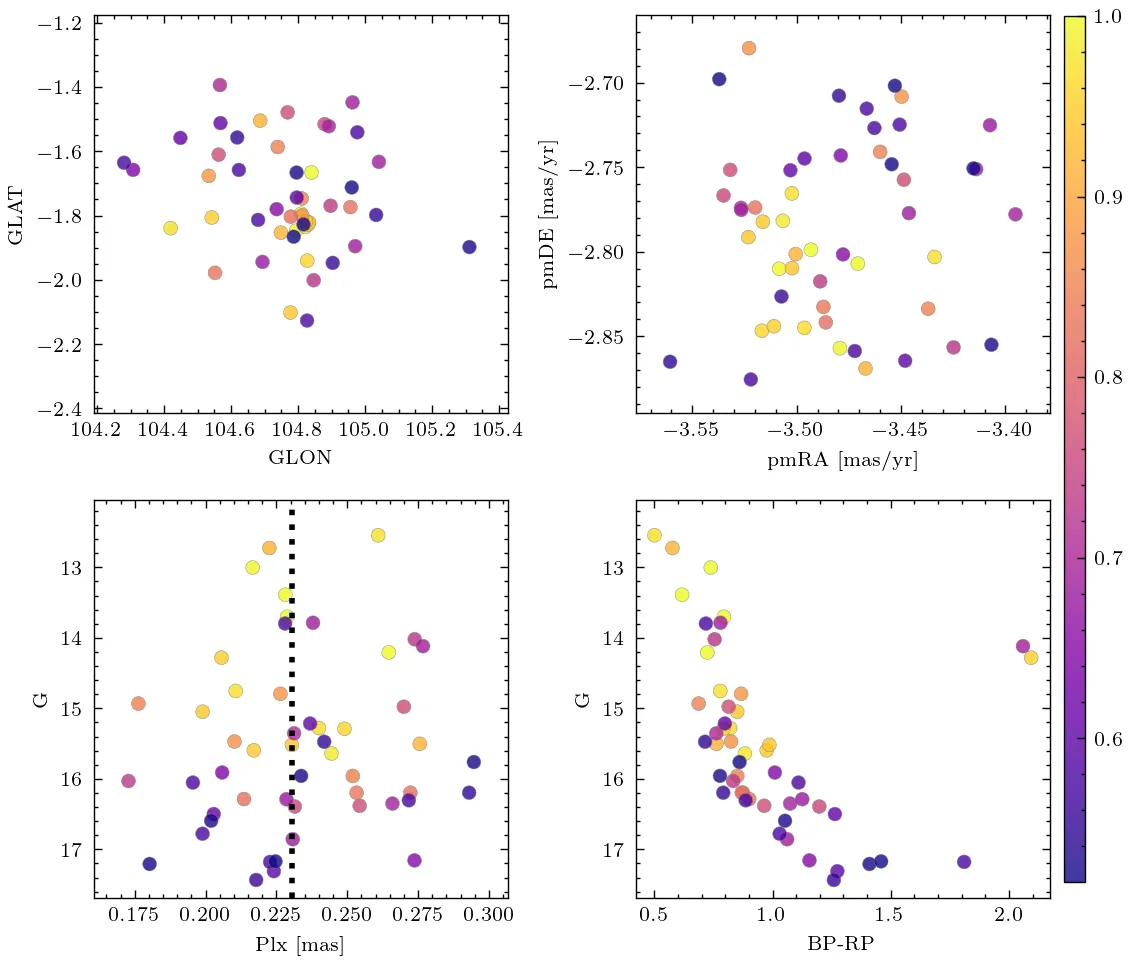 −1.2
−1.4
−1.6
−1.8
−2.0
−2.2
−2.4
GLAT
104.2 104.4 104.6 104.8 105.0 105.2 105.4
GLON
−2.70
−2.75
−2.80
−2.85
pmDE [mas/yr]
−3.55 −3.50 −3.45 −3.40
pmRA [mas/yr]
1.0
0.9
0.8
0.7
0.6
13
14
15
16
17
G
0.175 0.200 0.225 0.250 0.275 0.300
Plx [mas]
13
14
15
16
17
G
0.5 1.0 1.5 2.0
BP-RP